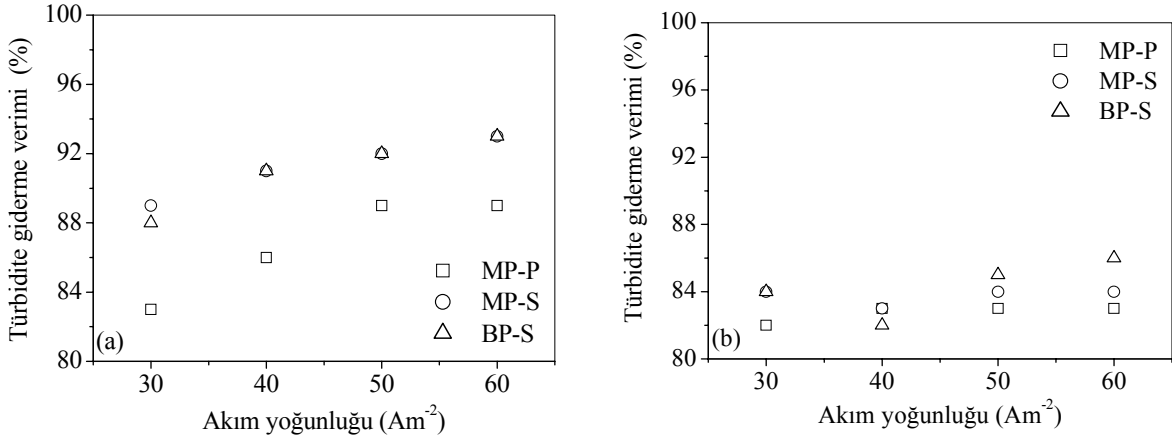 Türbidite giderme verimi (%)
100
96
92
88
84
80
(a)
MP-P
MP-S
BP-S
30 40 50 60
Akım yoğunluğu (Am⁻²)
Türbidite giderme verimi (%)
100
96
92
88
84
80
(b)
MP-P
MP-S
BP-S
30 40 50 60
Akım yoğunluğu (Am⁻²)